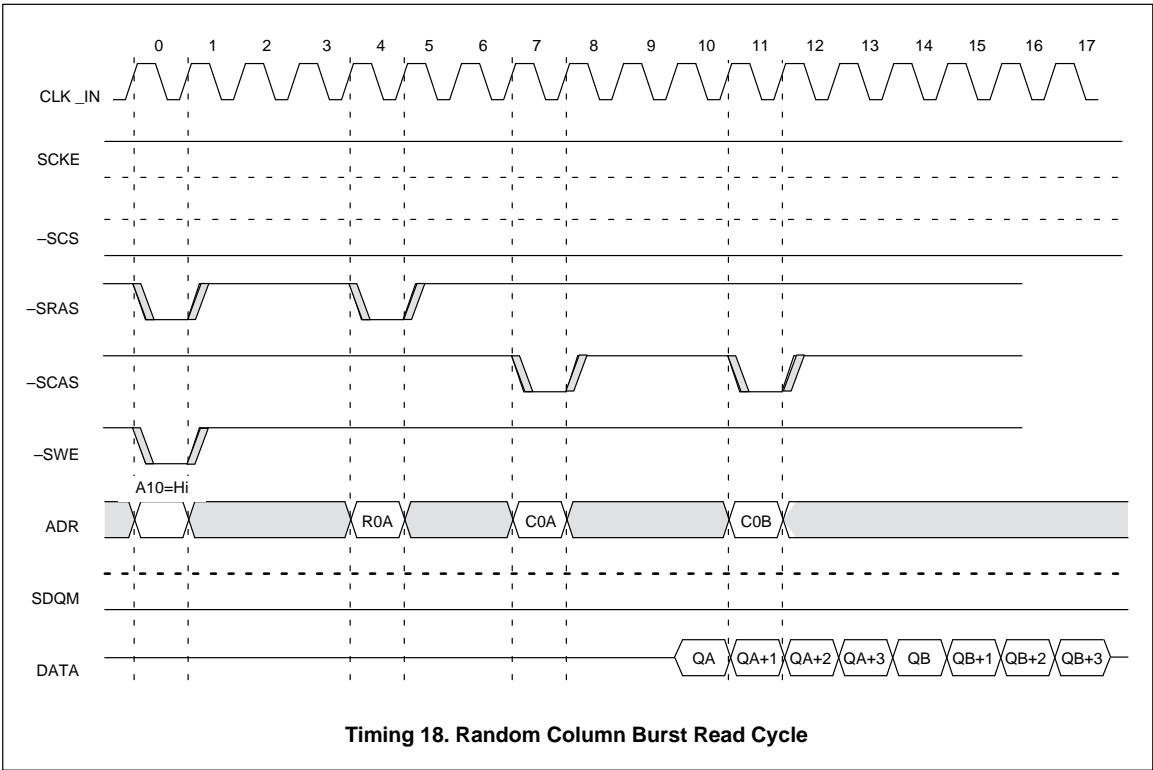 0 1 2 3 4 5 6 7 8 9 10 11 12 13 14 15 16 17
CLK _IN
SCKE
–SCS
–SRAS
–SCAS
–SWE
A10=Hi
ADR R0A C0A C0B
SDQM
DATA QA QA+1 QA+2 QA+3 QB QB+1 QB+2 QB+3
Timing 18. Random Column Burst Read Cycle